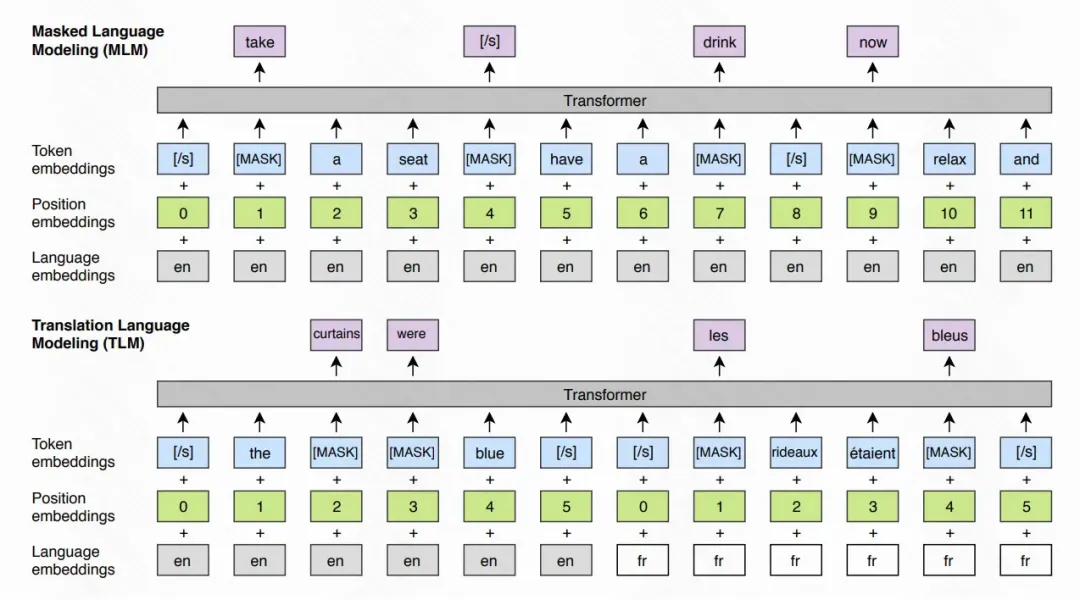 Masked Language
Modeling (MLM)
take [/s] drink now
Transformer
Token
embeddings
[/s] [MASK] a seat [MASK] have a [MASK] [/s] [MASK] relax and
+ + + + + + + + + + + +
Position
embeddings
0 1 2 3 4 5 6 7 8 9 10 11
+ + + + + + + + + + + +
Language
embeddings
en en en en en en en en en en en en
Translation Language
Modeling (TLM)
curtains were les bleus
Transformer
Token
embeddings
[/s] the [MASK] [MASK] blue [/s] [/s] [MASK] rideaux étaient [MASK] [/s]
+ + + + + + + + + + + +
Position
embeddings
0 1 2 3 4 5 0 1 2 3 4 5
+ + + + + + + + + + + +
Language
embeddings
en en en en en en fr fr fr fr fr fr